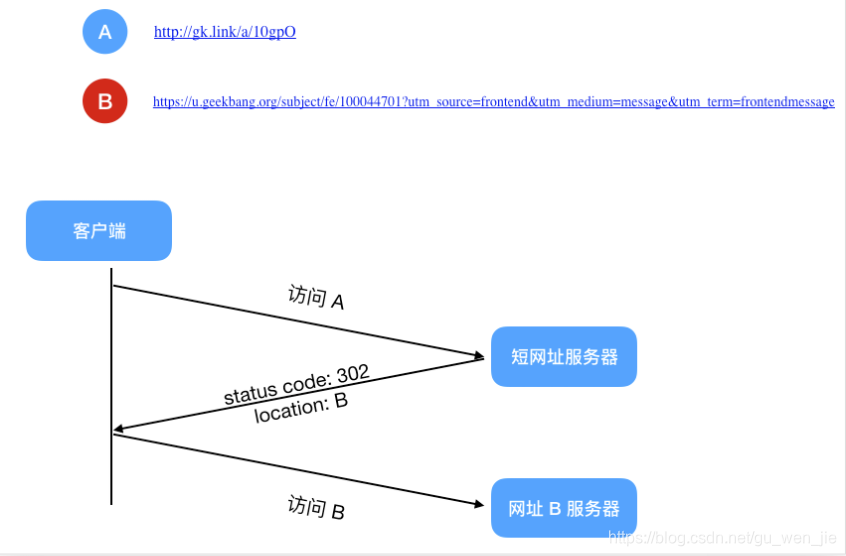 A
http://gk.link/a/10gpO
B
https://u.geekbang.org/subject/fe/100044701?utm_source=frontend&utm_medium=message&utm_term=frontendmessage
客户端
访问 A
短网址服务器
status code: 302
location: B
访问 B
网址 B 服务器
https://blog.csdn.net/gu_wen_jie